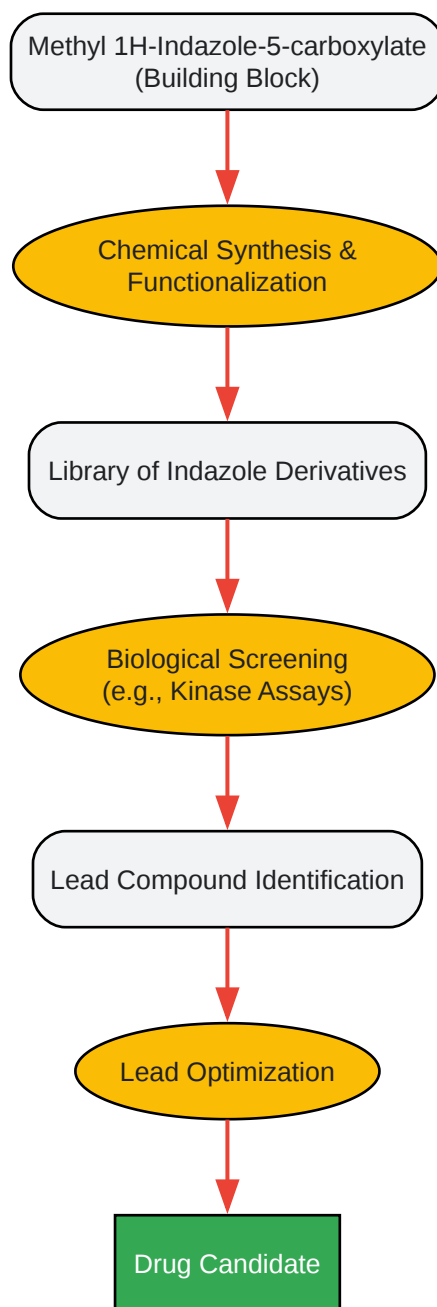 Methyl 1H-Indazole-5-carboxylate
(Building Block)
Chemical Synthesis &
Functionalization
Library of Indazole Derivatives
Biological Screening
(e.g., Kinase Assays)
Lead Compound Identification
Lead Optimization
Drug Candidate